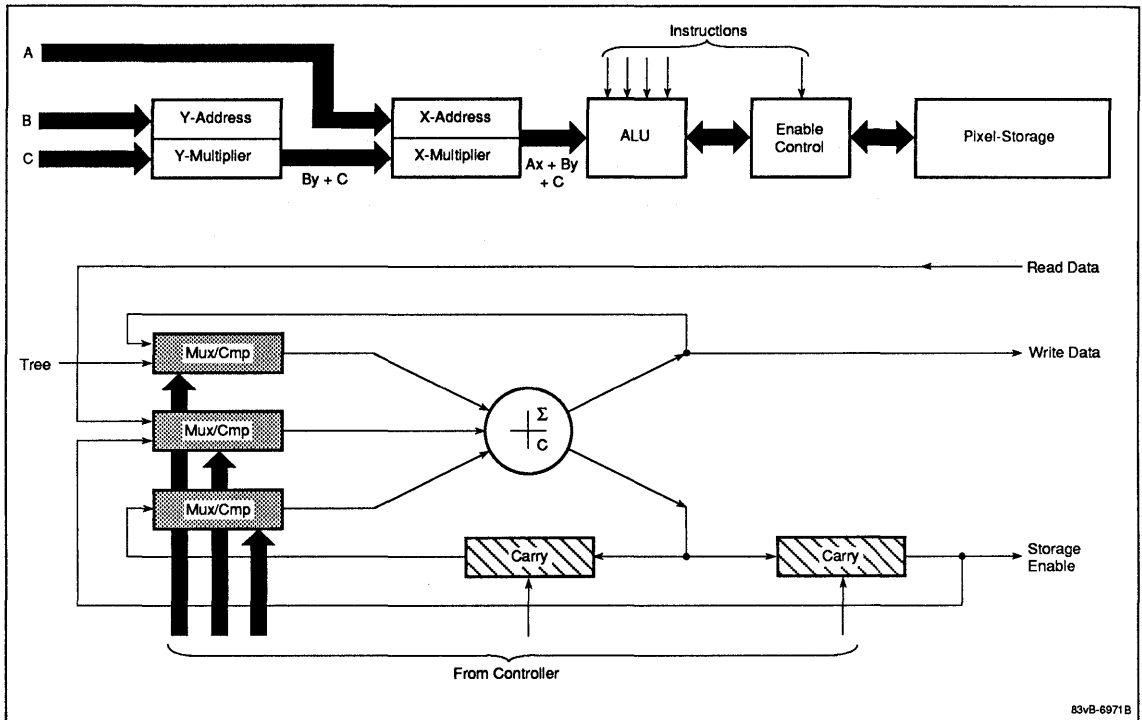 Instructions
A
B
Y-Address
X-Address
ALU
Enable
Control
Pixel-Storage
C
Y-Multiplier
X-Multiplier
By + C
Ax + By
+ C
Read Data
Tree
Mux/Cmp
Write Data
Mux/Cmp
Σ
C
Mux/Cmp
Carry
Carry
Storage
Enable
From Controller
83vB-6971B